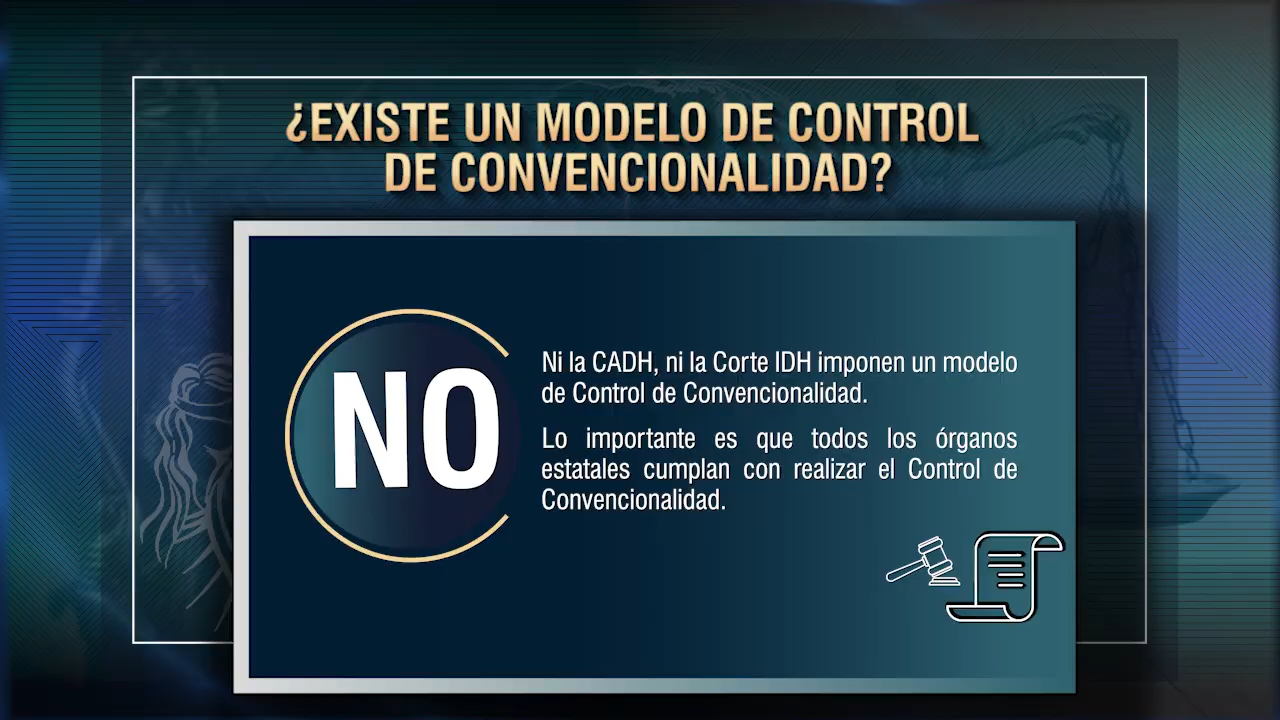 ¿EXISTE UN MODELO DE CONTROL
DE CONVENCIONALIDAD?
NO
Ni la CADH, ni la Corte IDH imponen un modelo
de Control de Convencionalidad.
Lo importante es que todos los órganos
estatales cumplan con realizar el Control de
Convencionalidad.